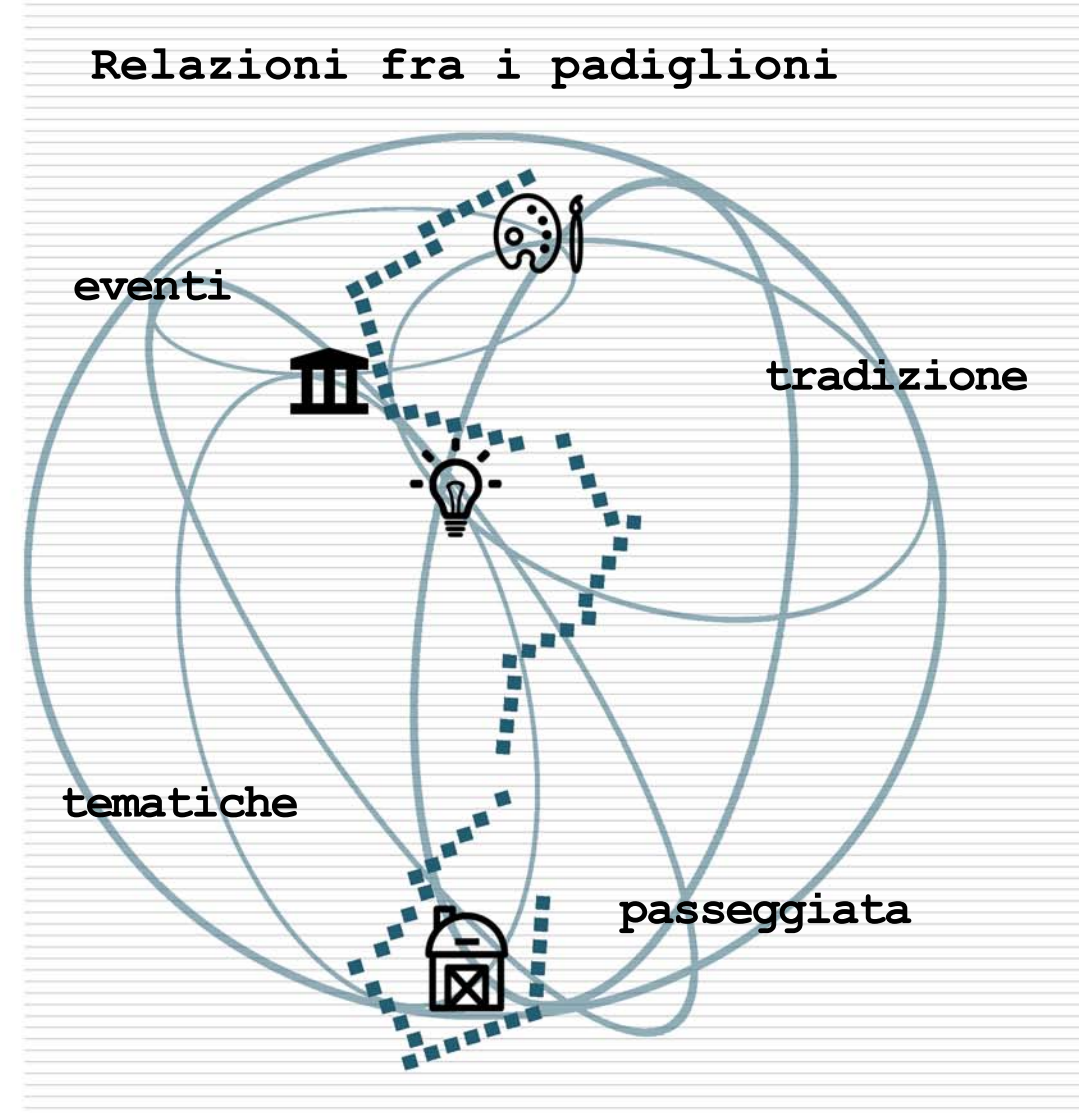 Relazioni fra i padiglioni
eventi
tradizione
tematiche
passeggiata